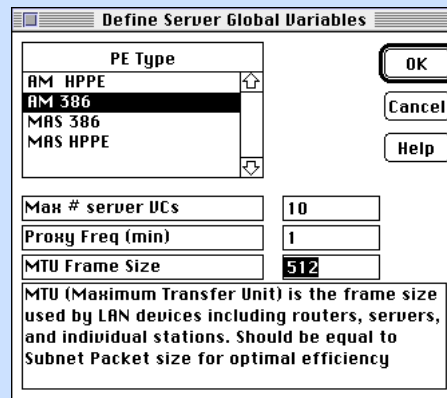 Define Server Global Variables
PE Type
AM HPPE
AM 386
MAS 386
MAS HPPE
OK
Cancel
Help
Max # server VCs
10
Proxy Freq (min)
1
MTU Frame Size
512
MTU (Maximum Transfer Unit) is the frame size
used by LAN devices including routers, servers,
and individual stations. Should be equal to
Subnet Packet size for optimal efficiency